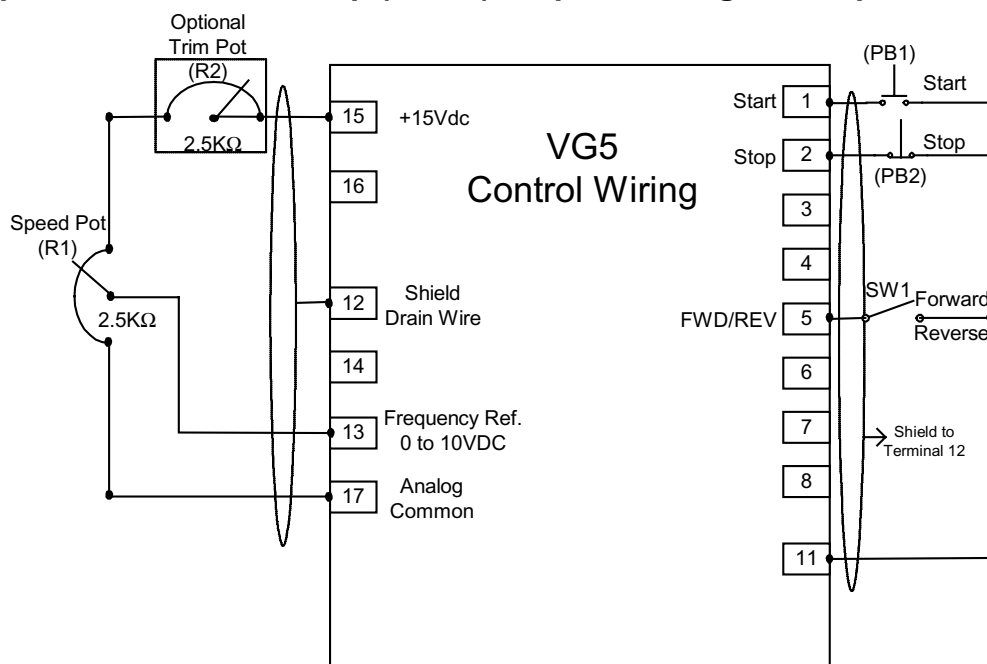 Optional
Trim Pot
(R2)
2.5KΩ
15
+15Vdc
16
Speed Pot
(R1)
2.5KΩ
12
Shield
Drain Wire
14
13
Frequency Ref.
0 to 10VDC
17
Analog
Common
VG5
Control Wiring
Start
1
(PB1)
Start
Stop
2
Stop
(PB2)
3
4
FWD/REV
5
SW1
Forward
Reverse
6
7
Shield to
Terminal 12
8
11